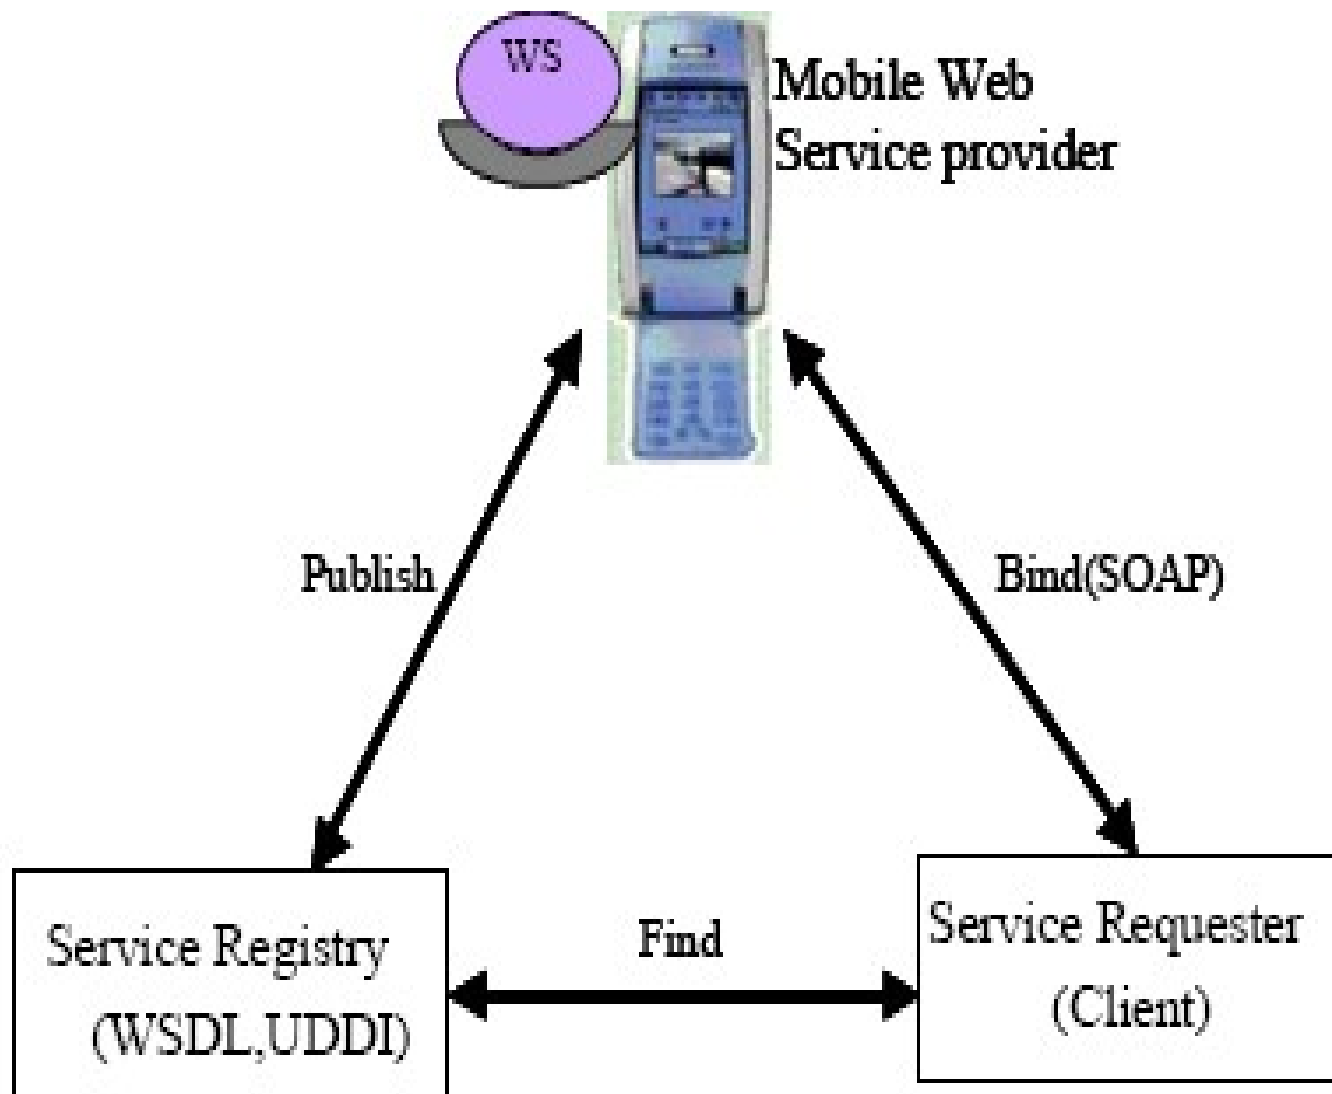 WS
Mobile Web
Service provider
Publish
Bind(SOAP)
Find
Service Registry
(WSDL,UDDI)
Service Requester
(Client)